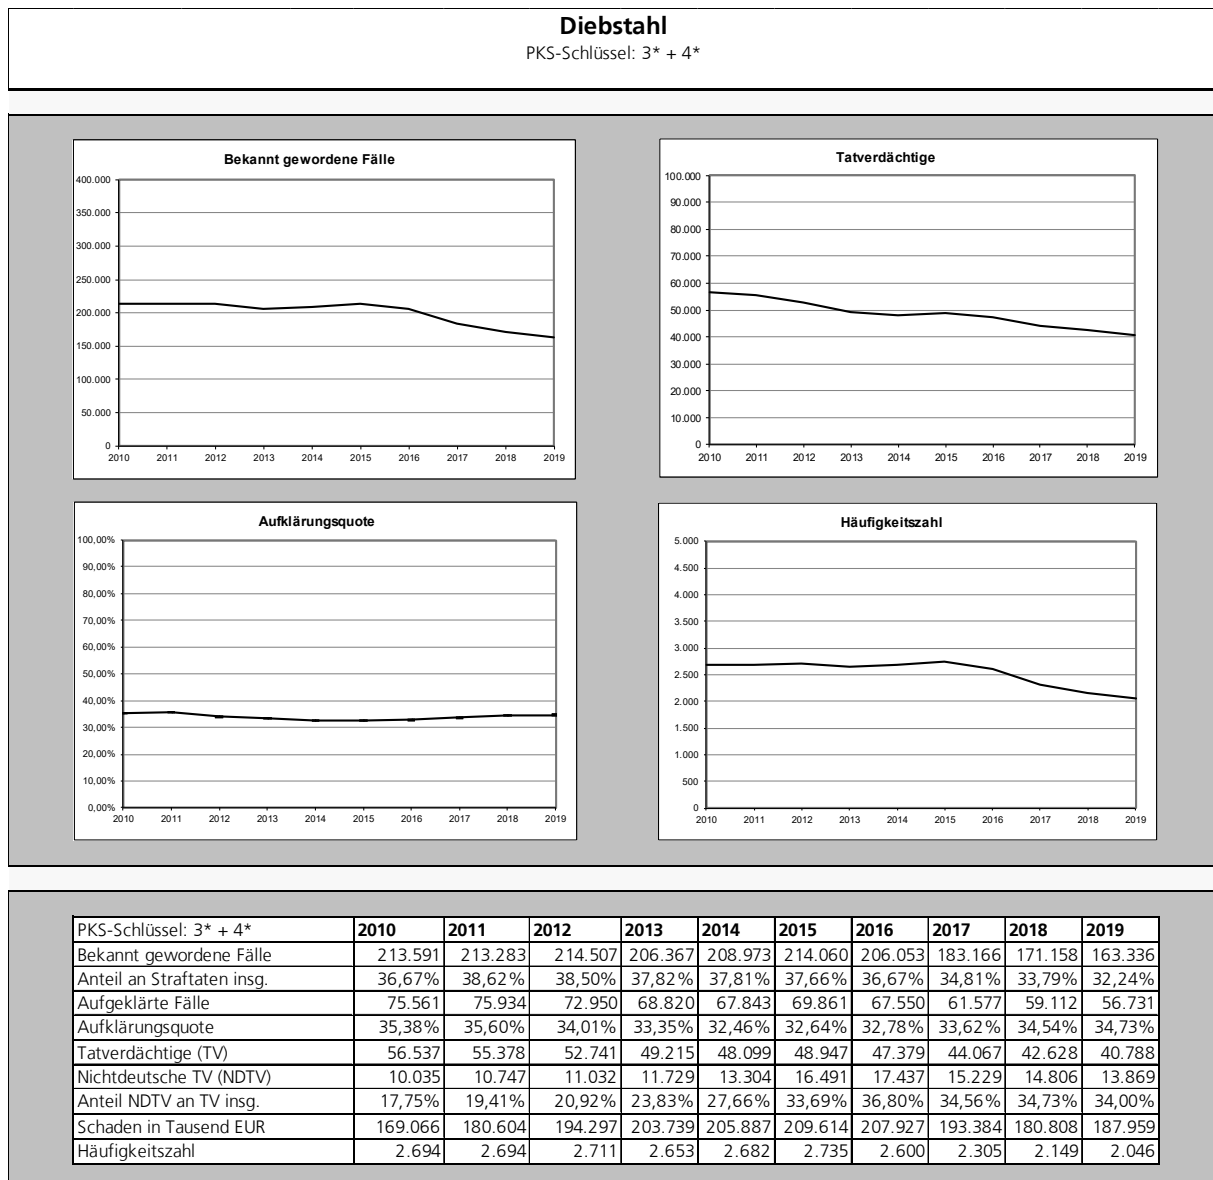 Diebstahl
PKS-Schlüssel: 3* + 4*
Bekannt gewordene Fälle
400.000
350.000
300.000
250.000
200.000
150.000
100.000
50.000
0
2010 2011 2012 2013 2014 2015 2016 2017 2018 2019
Tatverdächtige
100.000
90.000
80.000
70.000
60.000
50.000
40.000
30.000
20.000
10.000
0
2010 2011 2012 2013 2014 2015 2016 2017 2018 2019
Aufklärungsquote
100,00%
90,00%
80,00%
70,00%
60,00%
50,00%
40,00%
30,00%
20,00%
10,00%
0,00%
2010 2011 2012 2013 2014 2015 2016 2017 2018 2019
Häufigkeitszahl
5.000
4.500
4.000
3.500
3.000
2.500
2.000
1.500
1.000
500
0
2010 2011 2012 2013 2014 2015 2016 2017 2018 2019
PKS-Schlüssel: 3* + 4* 2010 2011 2012 2013 2014 2015 2016 2017 2018 2019
Bekannt gewordene Fälle 213.591 213.283 214.507 206.367 208.973 214.060 206.053 183.166 171.158 163.336
Anteil an Straftaten insg. 36,67% 38,62% 38,50% 37,82% 37,81% 37,66% 36,67% 34,81% 33,79% 32,24%
Aufgeklärte Fälle 75.561 75.934 72.950 68.820 67.843 69.861 67.550 61.577 59.112 56.731
Aufklärungsquote 35,38% 35,60% 34,01% 33,35% 32,46% 32,64% 32,78% 33,62% 34,54% 34,73%
Tatverdächtige (TV) 56.537 55.378 52.741 49.215 48.099 48.947 47.379 44.067 42.628 40.788
Nichtdeutsche TV (NDTV) 10.035 10.747 11.032 11.729 13.304 16.491 17.437 15.229 14.806 13.869
Anteil NDTV an TV insg. 17,75% 19,41% 20,92% 23,83% 27,66% 33,69% 36,80% 34,56% 34,73% 34,00%
Schaden in Tausend EUR 169.066 180.604 194.297 203.739 205.887 209.614 207.927 193.384 180.808 187.959
Häufigkeitszahl 2.694 2.694 2.711 2.653 2.682 2.735 2.600 2.305 2.149 2.046